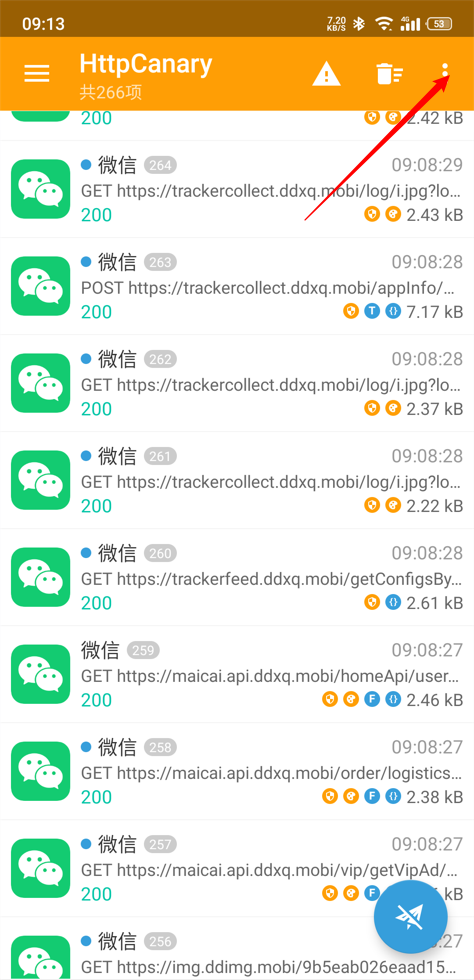 09:13
7.20
KB/S
4G
53
HttpCanary
共266项
200
2.42 kB
微信 264 09:08:29
GET https://trackercollect.ddxq.mobi/log/i.jpg?lo...
200 2.43 kB
微信 263 09:08:28
POST https://trackercollect.ddxq.mobi/appInfo/...
200 T {} 7.17 kB
微信 262 09:08:28
GET https://trackercollect.ddxq.mobi/log/i.jpg?lo...
200 2.37 kB
微信 261 09:08:28
GET https://trackercollect.ddxq.mobi/log/i.jpg?lo...
200 2.22 kB
微信 260 09:08:28
GET https://trackerfeed.ddxq.mobi/getConfigsBy...
200 {} 2.61 kB
微信 259 09:08:27
GET https://maicai.api.ddxq.mobi/homeApi/user...
200 F {} 2.46 kB
微信 258 09:08:27
GET https://maicai.api.ddxq.mobi/order/logistics...
200 F {} 2.38 kB
微信 257 09:08:27
GET https://maicai.api.ddxq.mobi/vip/getVipAd/...
200 F kB
微信 256 :27
GET https://img.ddimg.mobi/9b5eab026eaad15...